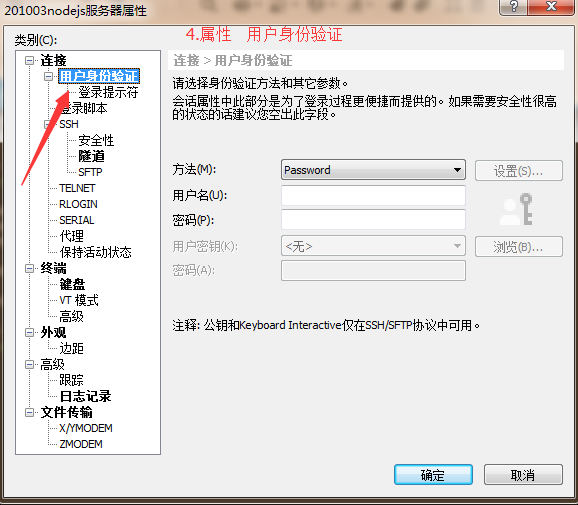 201003nodejs服务器属性
4.属性 用户身份验证
类别(C):
连接
用户身份验证
登录提示符
登录脚本
SSH
安全性
隧道
SFTP
TELNET
RLOGIN
SERIAL
代理
保持活动状态
终端
键盘
VT 模式
高级
外观
边距
高级
跟踪
日志记录
文件传输
X/YMODEM
ZMODEM
连接 > 用户身份验证
请选择身份验证方法和其它参数。
会话属性中此部分是为了登录过程更便捷而提供的。如果需要安全性很高
的状态的话建议您空出此字段。
方法(M):
Password
设置(S)...
用户名(U):
密码(P):
用户密钥(K):
<无>
浏览(B)...
密码(A):
注释: 公钥和Keyboard Interactive仅在SSH/SFTP协议中可用。
确定
取消